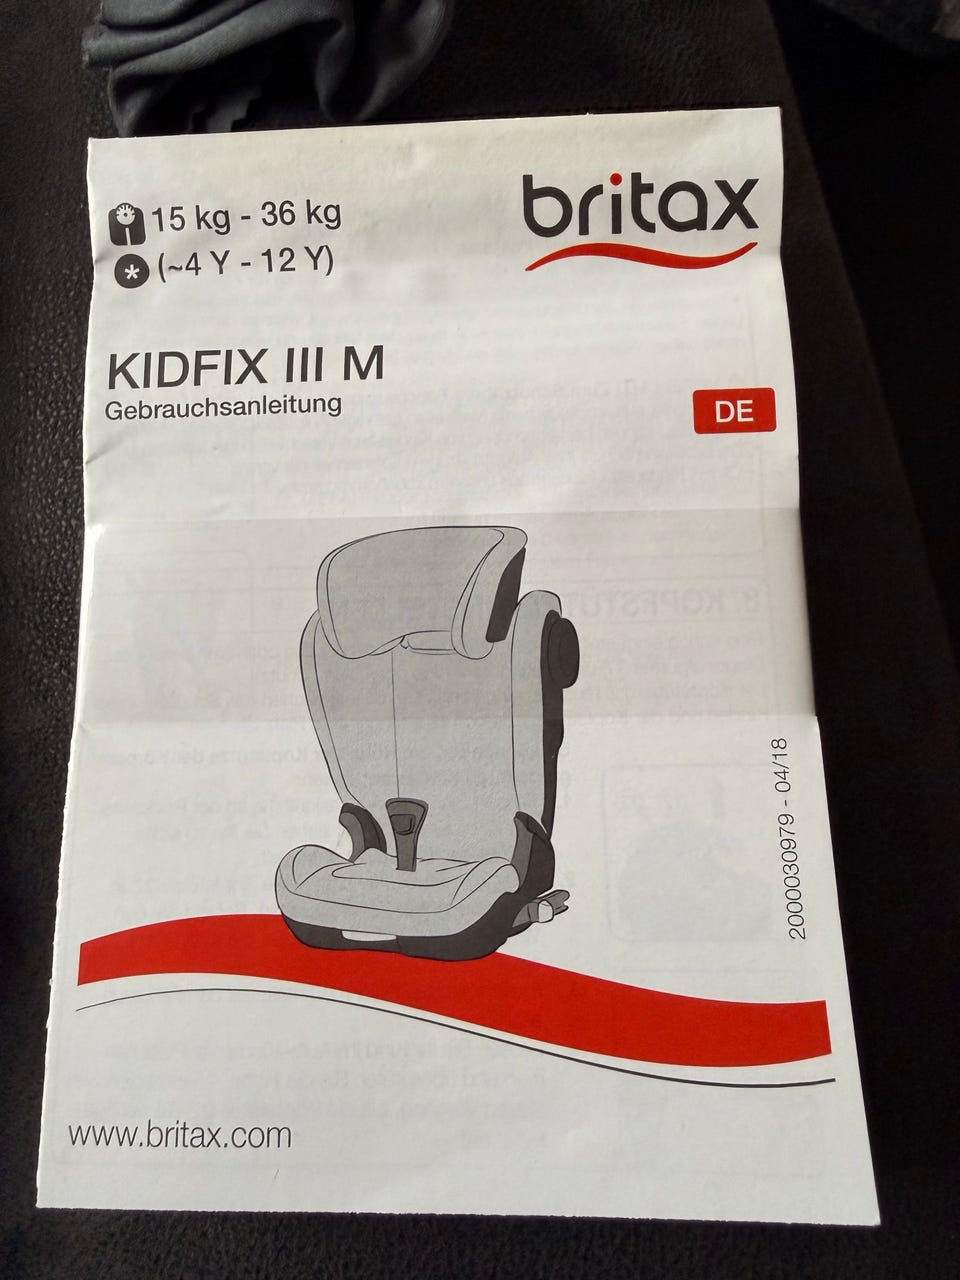 15 kg - 36 kg
(~4 Y - 12 Y)
britax
KIDFIX III M
Gebrauchsanleitung
DE
2000030979 - 04/18
www.britax.com